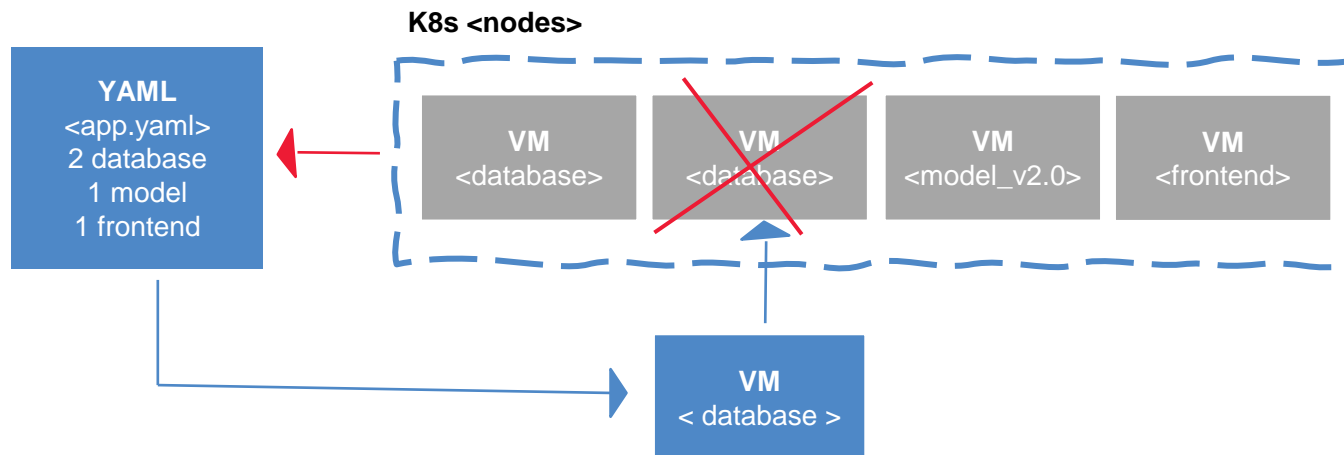 K8s <nodes>
YAML
<app.yaml>
2 database
1 model
1 frontend
VM
<database>
VM
<database>
VM
<model_v2.0>
VM
<frontend>
VM
< database >